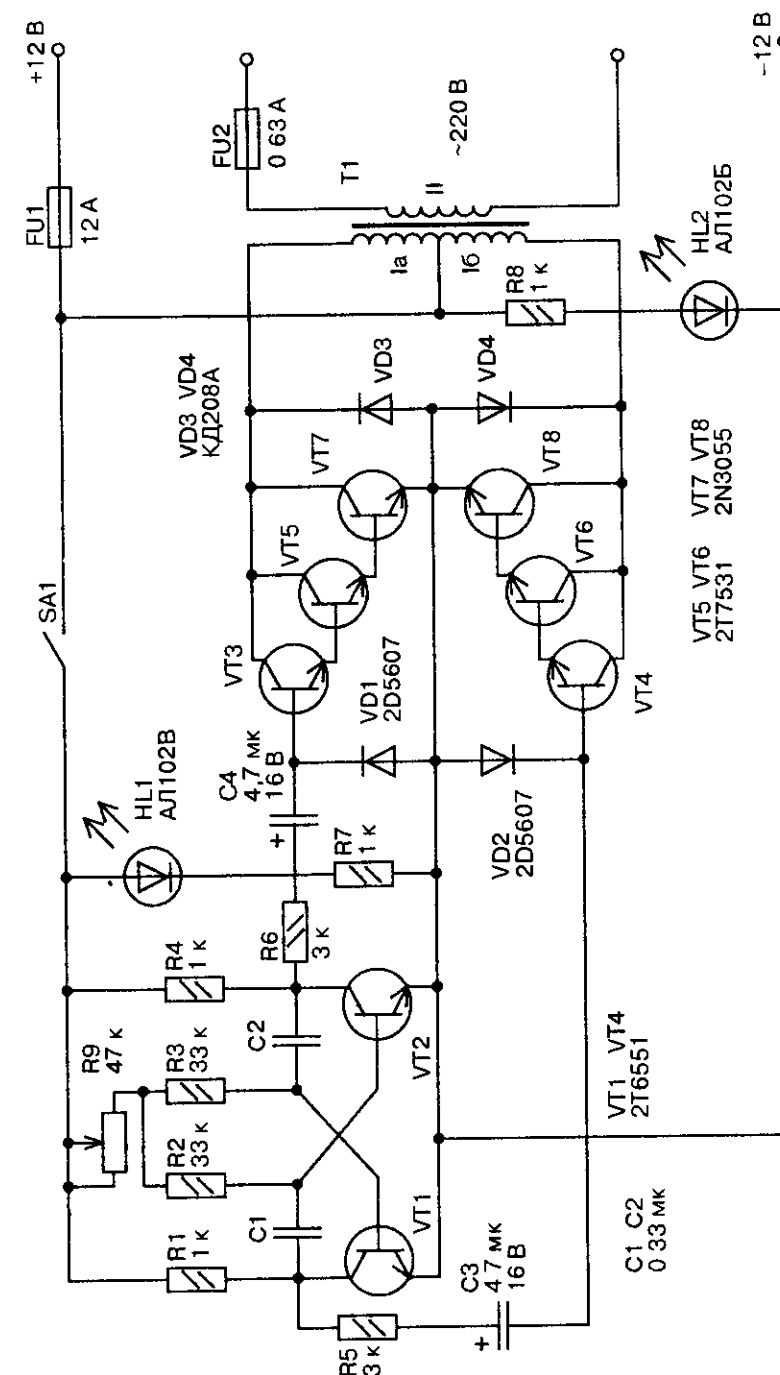 +12 В
FU1
12 А
FU2
0 63 А
~220 В
T1
II
Iа
Iб
R8
1 к
HL2
АЛ102Б
−12 В
VD3 VD4
КД208А
VD3
VD4
VT7
VT8
VT5
VT6
VT3
VT4
VT5 VT6
2Т7531
VT7 VT8
2N3055
SA1
HL1
АЛ102В
C4
4,7 мк
16 В
+
VD1
2D5607
VD2
2D5607
R7
1 к
R6
3 к
R4
1 к
R9
47 к
R3
33 к
R2
33 к
R1
1 к
C2
C1
VT2
VT1
VT1 VT4
2Т6551
C1 C2
0 33 мк
C3
4 7 мк
16 В
+
R5
3 к